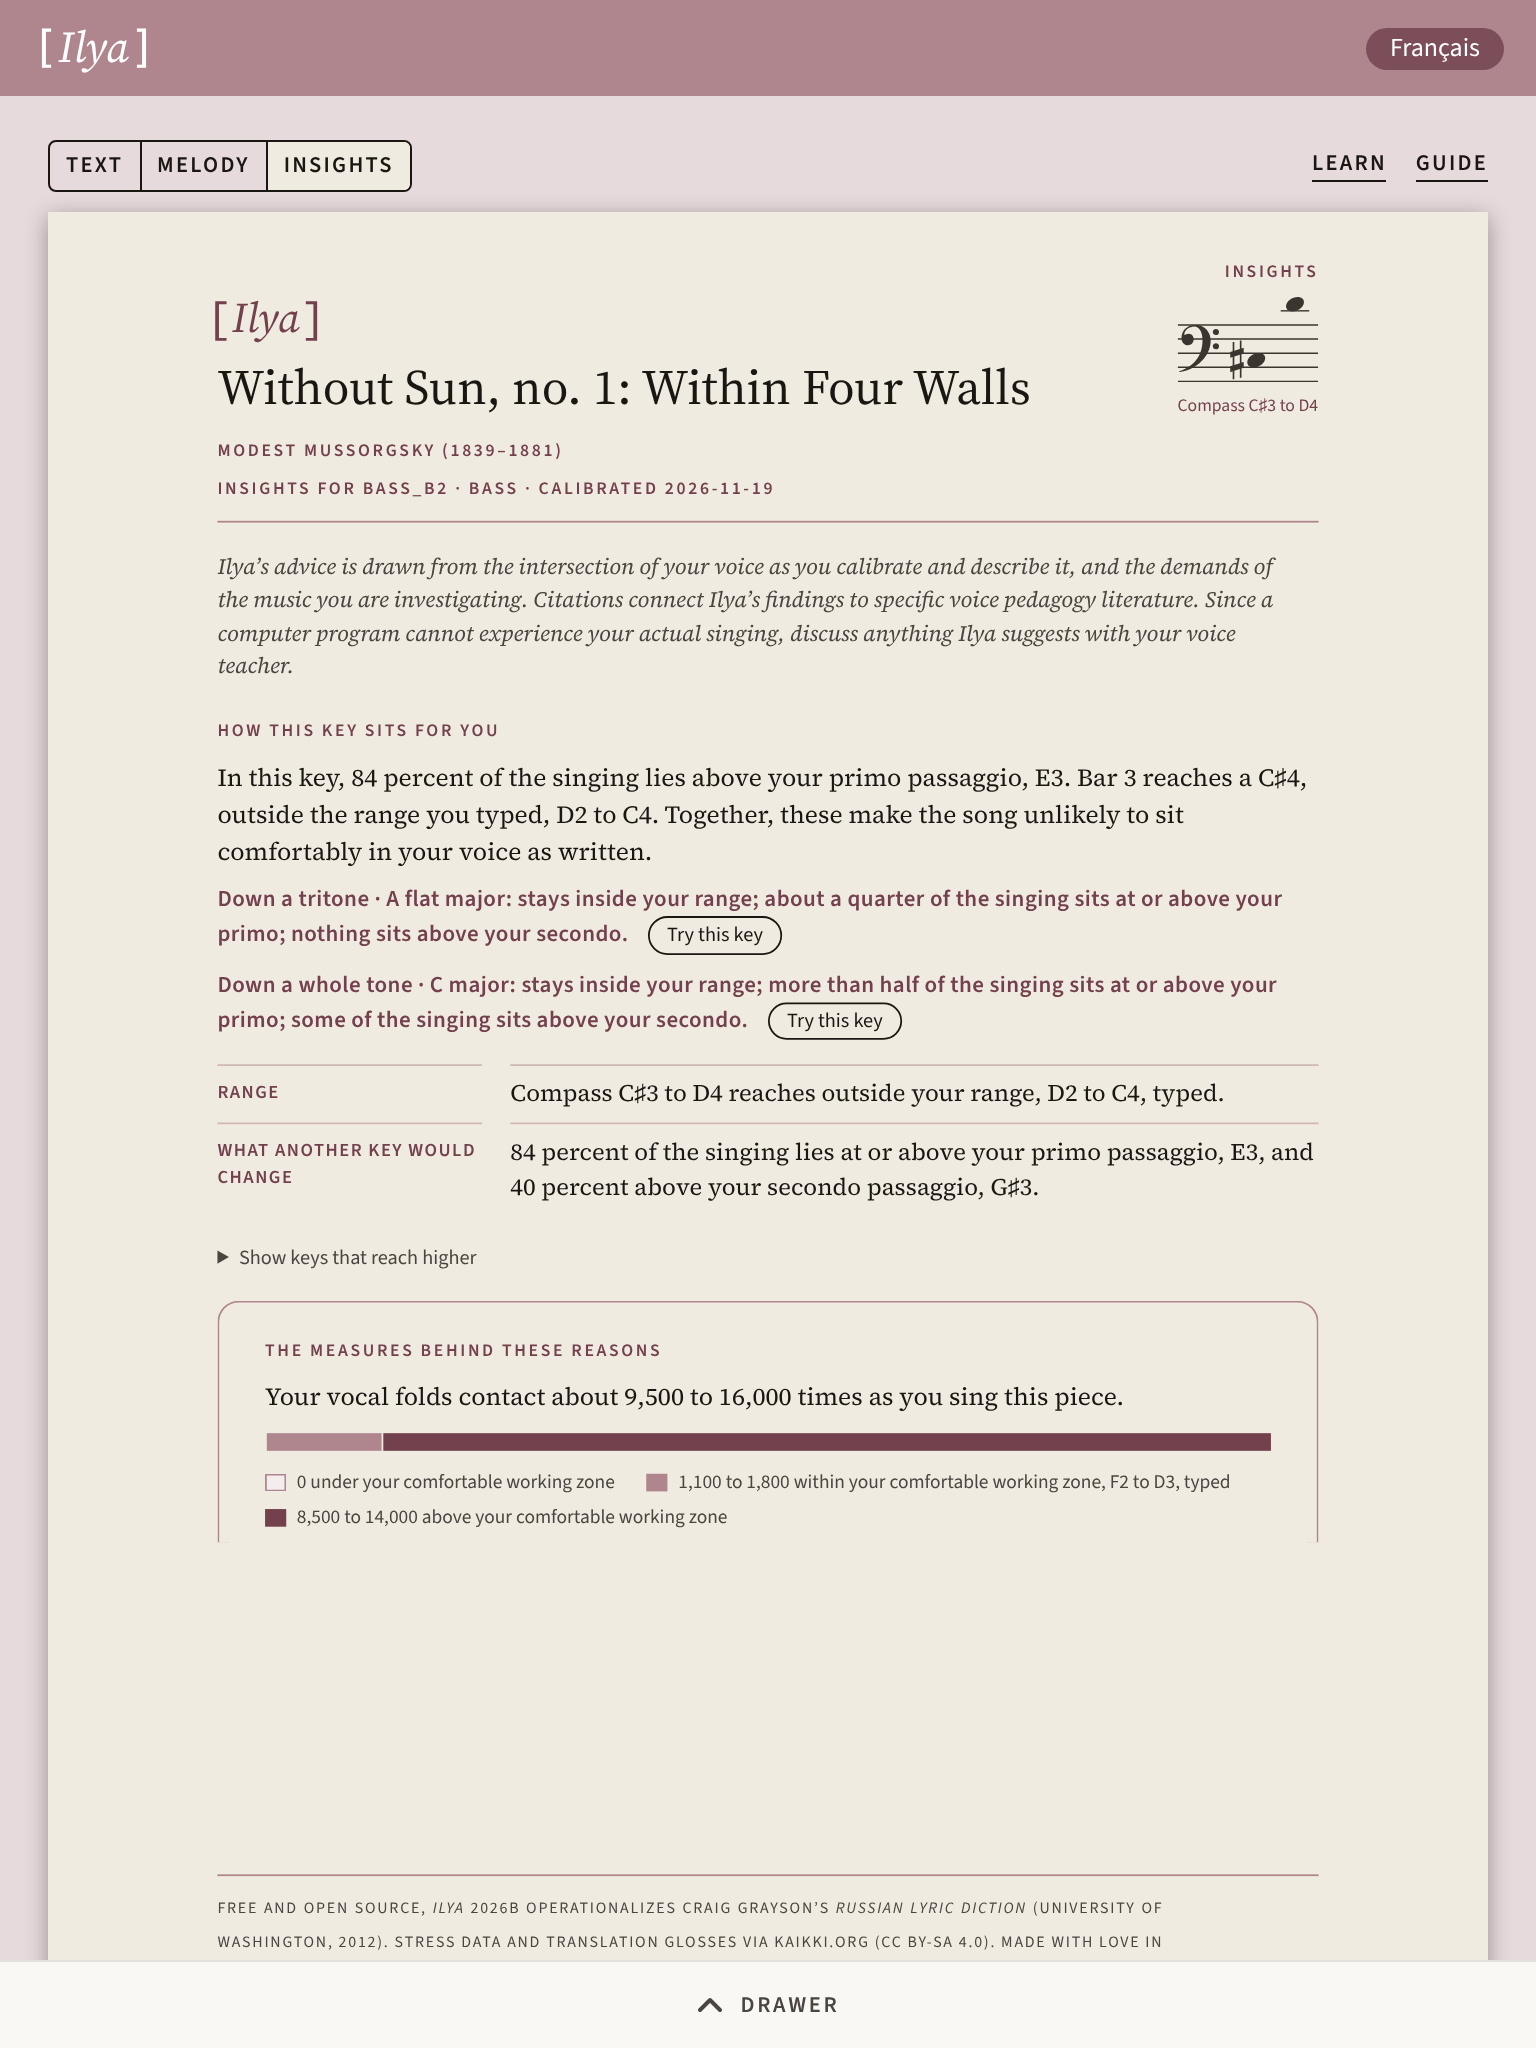 [Ilya]
Français
TEXT MELODY INSIGHTS
LEARN GUIDE
INSIGHTS
[Ilya]
Without Sun, no. 1: Within Four Walls
Compass C♯3 to D4
MODEST MUSSORGSKY (1839–1881)
INSIGHTS FOR BASS_B2 · BASS · CALIBRATED 2026-11-19
Ilya’s advice is drawn from the intersection of your voice as you calibrate and describe it, and the demands of
the music you are investigating. Citations connect Ilya’s findings to specific voice pedagogy literature. Since a
computer program cannot experience your actual singing, discuss anything Ilya suggests with your voice
teacher.
HOW THIS KEY SITS FOR YOU
In this key, 84 percent of the singing lies above your primo passaggio, E3. Bar 3 reaches a C♯4,
outside the range you typed, D2 to C4. Together, these make the song unlikely to sit
comfortably in your voice as written.
Down a tritone · A flat major: stays inside your range; about a quarter of the singing sits at or above your
primo; nothing sits above your secondo. Try this key
Down a whole tone · C major: stays inside your range; more than half of the singing sits at or above your
primo; some of the singing sits above your secondo. Try this key
RANGE
Compass C♯3 to D4 reaches outside your range, D2 to C4, typed.
WHAT ANOTHER KEY WOULD
CHANGE
84 percent of the singing lies at or above your primo passaggio, E3, and
40 percent above your secondo passaggio, G♯3.
Show keys that reach higher
THE MEASURES BEHIND THESE REASONS
Your vocal folds contact about 9,500 to 16,000 times as you sing this piece.
0 under your comfortable working zone 1,100 to 1,800 within your comfortable working zone, F2 to D3, typed
8,500 to 14,000 above your comfortable working zone
FREE AND OPEN SOURCE, ILYA 2026B OPERATIONALIZES CRAIG GRAYSON’S RUSSIAN LYRIC DICTION (UNIVERSITY OF
WASHINGTON, 2012). STRESS DATA AND TRANSLATION GLOSSES VIA KAIKKI.ORG (CC BY-SA 4.0). MADE WITH LOVE IN
DRAWER